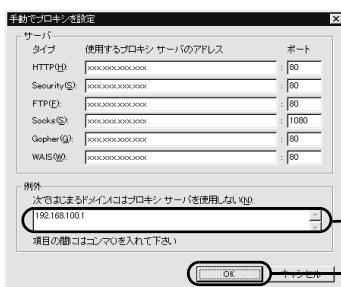 手動でプロキシを設定
サーバ
タイプ 使用するプロキシ サーバのアドレス ポート
HTTP(H): xxx.xxx.xxx.xxx : 80
Security(S): xxx.xxx.xxx.xxx : 80
FTP(F): xxx.xxx.xxx.xxx : 80
Socks(S): xxx.xxx.xxx.xxx : 1080
Gopher(G): xxx.xxx.xxx.xxx : 80
WAIS(W): xxx.xxx.xxx.xxx : 80
例外
次ではじまるドメインにはプロキシ サーバを使用しない(N):
192.168.100.1
項目の間にはコンマ()を入れて下さい
OK キャンセル